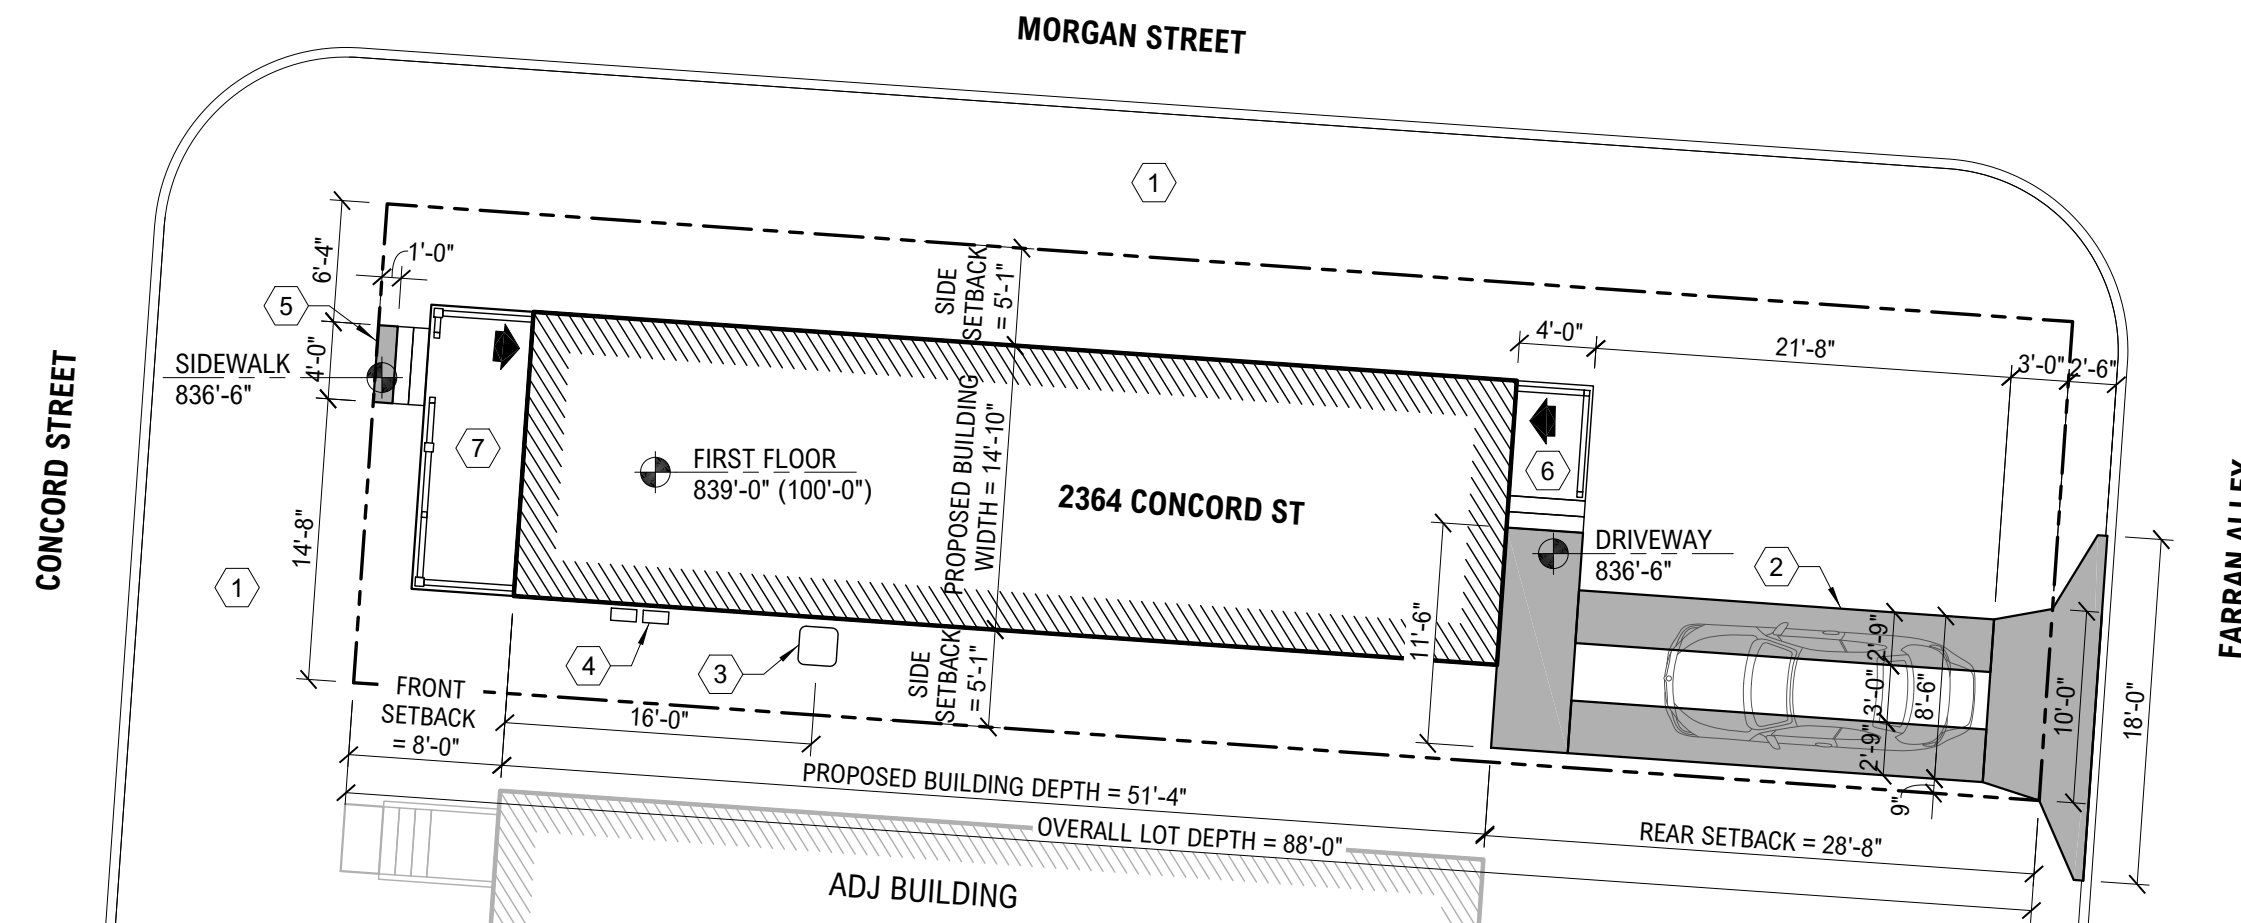 MORGAN STREET
1
6'-4"
1'-0"
5
SIDE
SETBACK
= 5'-1"
SIDEWALK
836'-6"
4'-0"
4'-0"
21'-8"
3'-0"
2'-6"
CONCORD STREET
7
FIRST FLOOR
839'-0" (100'-0")
PROPOSED BUILDING
WIDTH = 14'-10"
2364 CONCORD ST
6
14'-8"
1
DRIVEWAY
836'-6"
2
FARRAN ALLEY
11'-6"
2'-9"
3'-0"
2'-9"
8'-6"
9"
10'-0"
18'-0"
4
3
SIDE
SETBACK
= 5'-1"
FRONT
SETBACK
= 8'-0"
16'-0"
PROPOSED BUILDING DEPTH = 51'-4"
OVERALL LOT DEPTH = 88'-0"
REAR SETBACK = 28'-8"
ADJ BUILDING